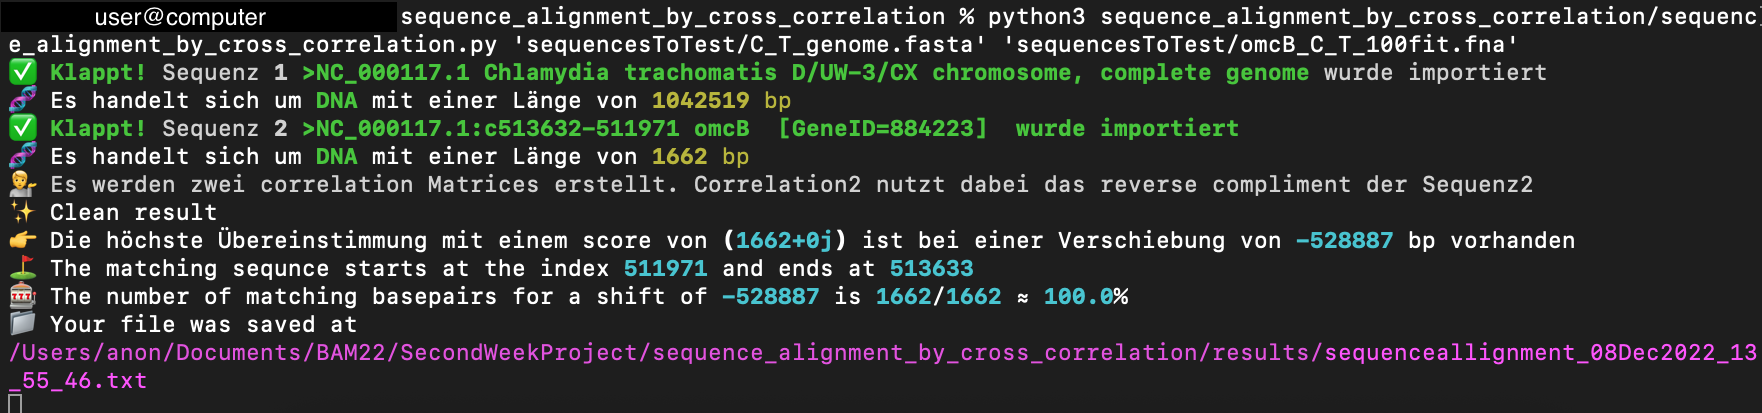 user@computer sequence_alignment_by_cross_correlation % python3 sequence_alignment_by_cross_correlation/sequenc
e_alignment_by_cross_correlation.py 'sequencesToTest/C_T_genome.fasta' 'sequencesToTest/omcB_C_T_100fit.fna'
✅ Klappt! Sequenz 1 >NC_000117.1 Chlamydia trachomatis D/UW-3/CX chromosome, complete genome wurde importiert
🧬 Es handelt sich um DNA mit einer Länge von 1042519 bp
✅ Klappt! Sequenz 2 >NC_000117.1:c513632-511971 omcB  [GeneID=884223]  wurde importiert
🧬 Es handelt sich um DNA mit einer Länge von 1662 bp
💁 Es werden zwei correlation Matrices erstellt. Correlation2 nutzt dabei das reverse compliment der Sequenz2
✨ Clean result
👉 Die höchste Übereinstimmung mit einem score von (1662+0j) ist bei einer Verschiebung von -528887 bp vorhanden
⛳ The matching sequnce starts at the index 511971 and ends at 513633
🎰 The number of matching basepairs for a shift of -528887 is 1662/1662 ≈ 100.0%
📁 Your file was saved at
/Users/anon/Documents/BAM22/SecondWeekProject/sequence_alignment_by_cross_correlation/results/sequenceallignment_08Dec2022_13
_55_46.txt